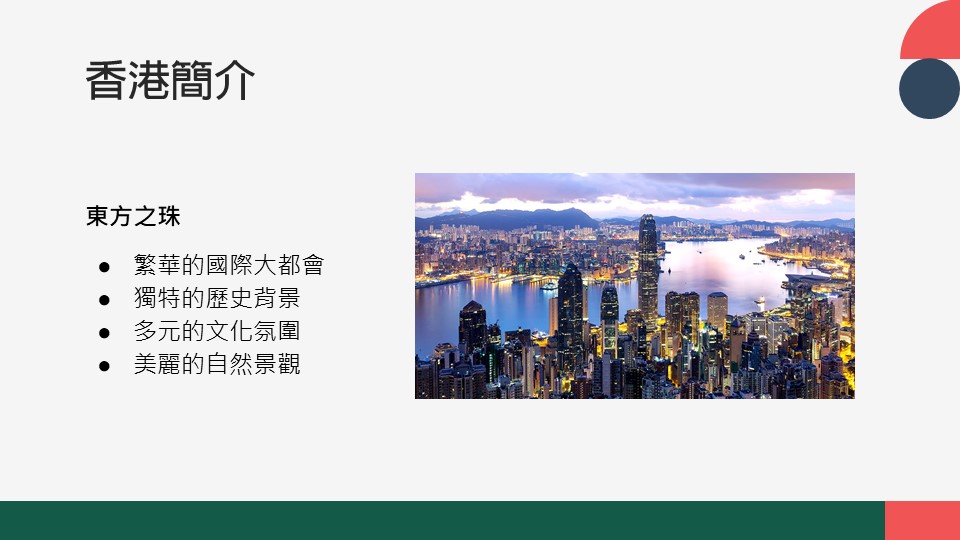 香港簡介
東方之珠
● 繁華的國際大都會
● 獨特的歷史背景
● 多元的文化氛圍
● 美麗的自然景觀